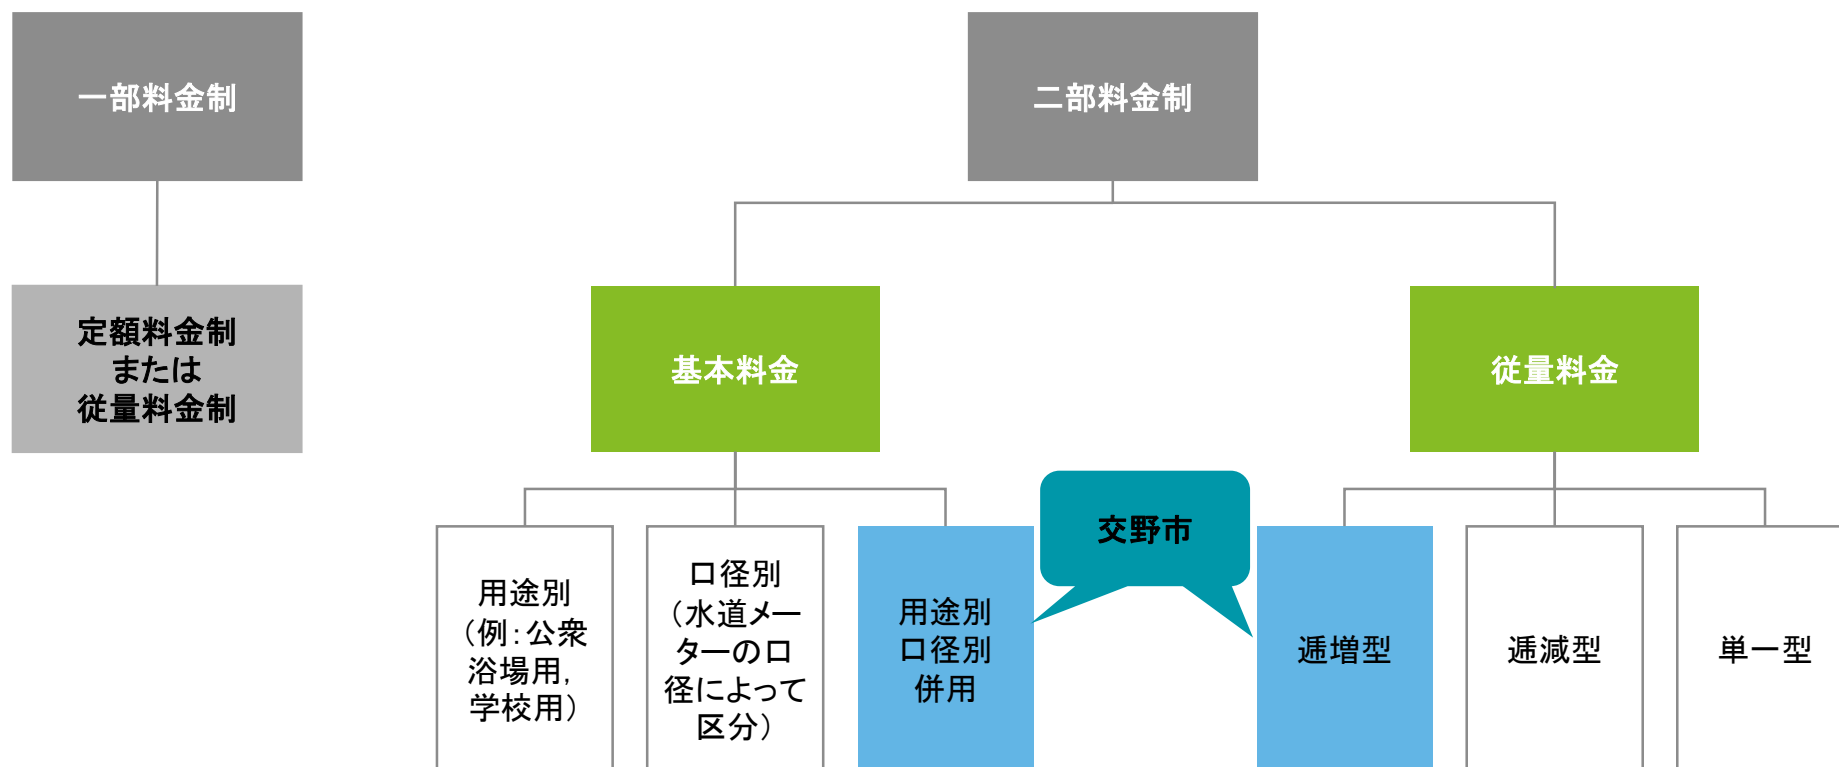 一部料金制
二部料金制
定額料金制
または
従量料金制
基本料金
従量料金
交野市
用途別
（例：公衆
浴場用，
学校用）
口径別
（水道メー
ターの口
径によって
区分）
用途別
口径別
併用
逓増型
逓減型
単一型